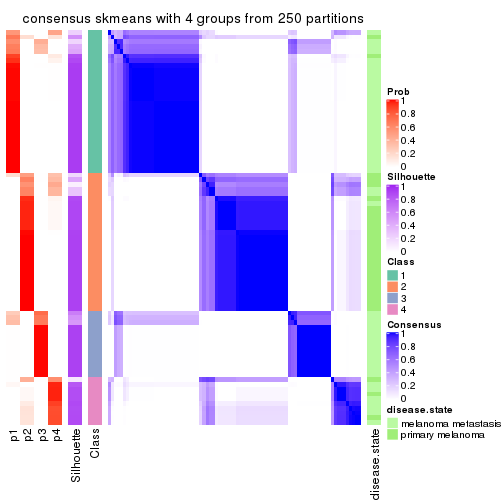 consensus skmeans with 4 groups from 250 partitions
Prob
1
0.8
0.6
0.4
0.2
0
Silhouette
1
0.8
0.6
0.4
0.2
0
Class
1
2
3
4
Consensus
1
0.8
0.6
0.4
0.2
0
disease.state
melanoma metastasis
primary melanoma
p1
p2
p3
p4
Silhouette
Class
disease.state